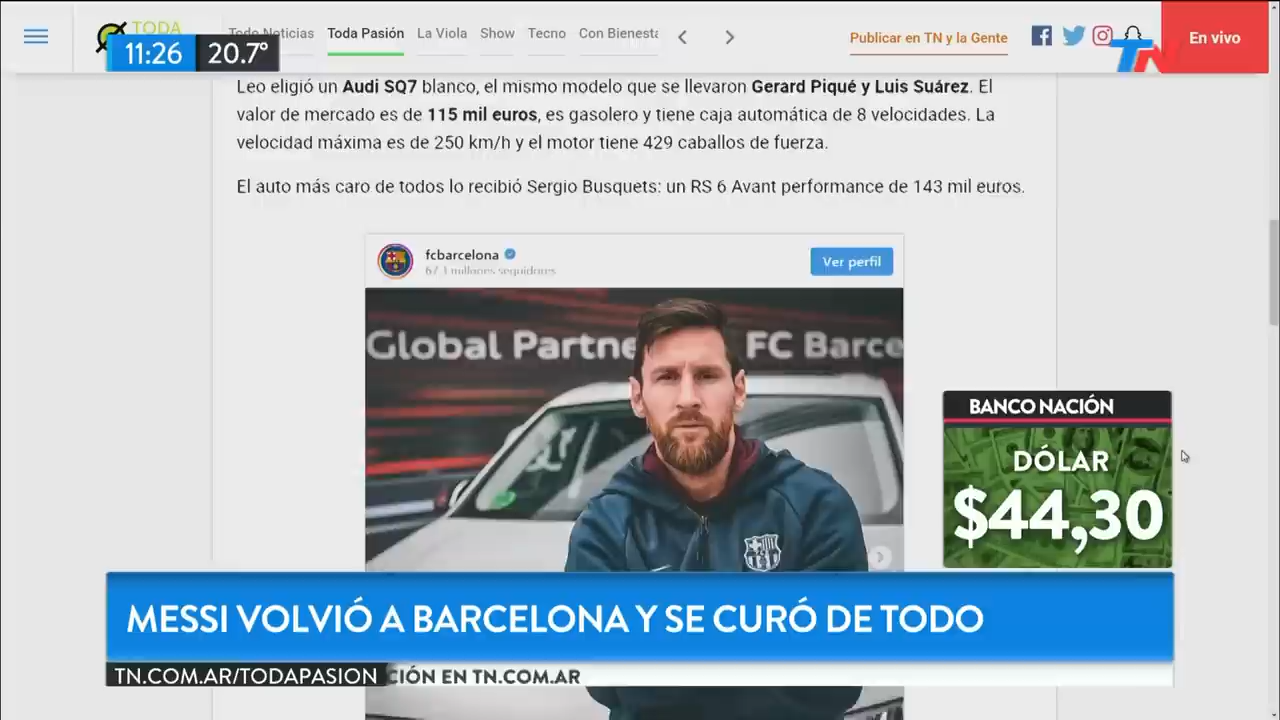 TODA
Todo Noticias
Toda Pasión
La Viola
Show
Tecno
Con Bienesta
Publicar en TN y la Gente
TN
En vivo
11:26
20.7°
Leo eligió un Audi SQ7 blanco, el mismo modelo que se llevaron Gerard Piqué y Luis Suárez. El
valor de mercado es de 115 mil euros, es gasolero y tiene caja automática de 8 velocidades. La
velocidad máxima es de 250 km/h y el motor tiene 429 caballos de fuerza.
El auto más caro de todos lo recibió Sergio Busquets: un RS 6 Avant performance de 143 mil euros.
fcbarcelona
millones seguidores
Ver perfil
Global Partne
FC Barce
BANCO NACIÓN
DÓLAR
$44,30
MESSI VOLVIÓ A BARCELONA Y SE CURÓ DE TODO
TN.COM.AR/TODAPASION
CIÓN EN TN.COM.AR